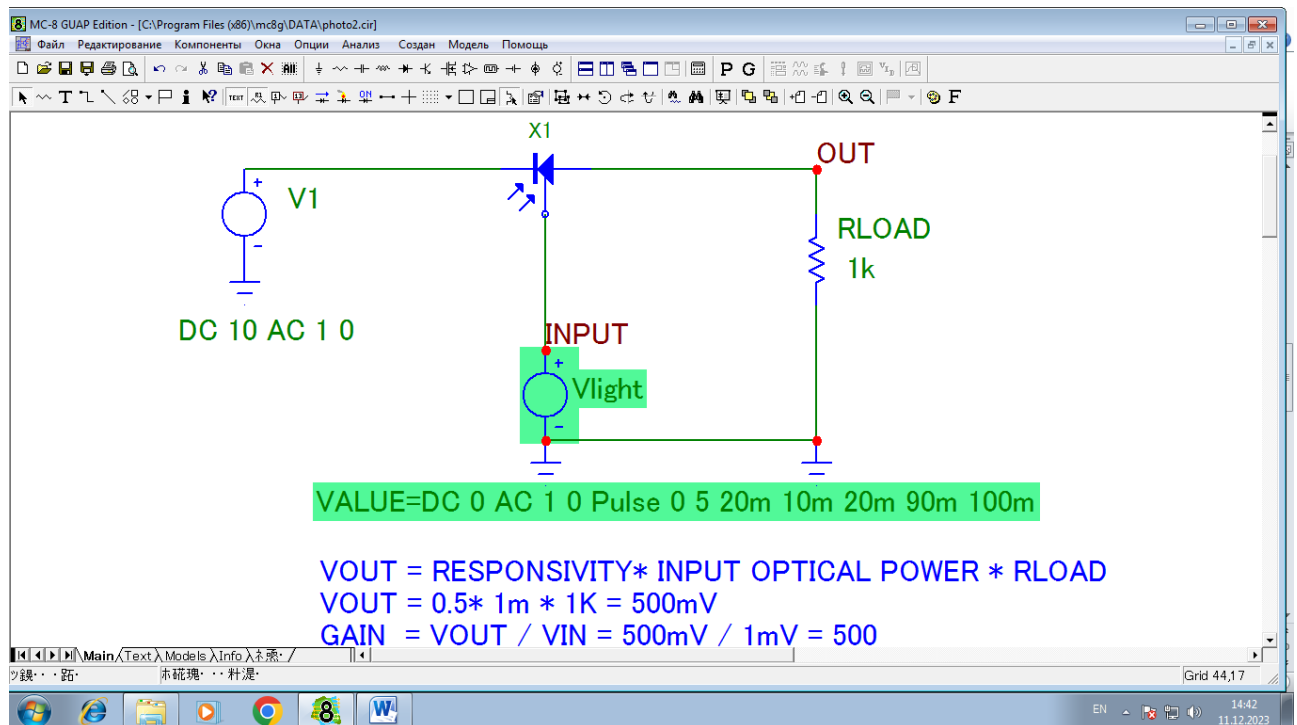 MC-8 GUAP Edition - [C:\Program Files (x86)\mc8g\DATA\photo2.cir]
Файл Редактирование Компоненты Окна Опции Анализ Создан Модель Помощь
P G
T i TEXT ON F
X1
OUT
V1
RLOAD
1k
DC 10 AC 1 0
INPUT
Vlight
VALUE=DC 0 AC 1 0 Pulse 0 5 20m 10m 20m 90m 100m
VOUT = RESPONSIVITY* INPUT OPTICAL POWER * RLOAD
VOUT = 0.5* 1m * 1K = 500mV
GAIN = VOUT / VIN = 500mV / 1mV = 500
Main Text Models Info
Grid 44,17
EN 14:42
11.12.2023